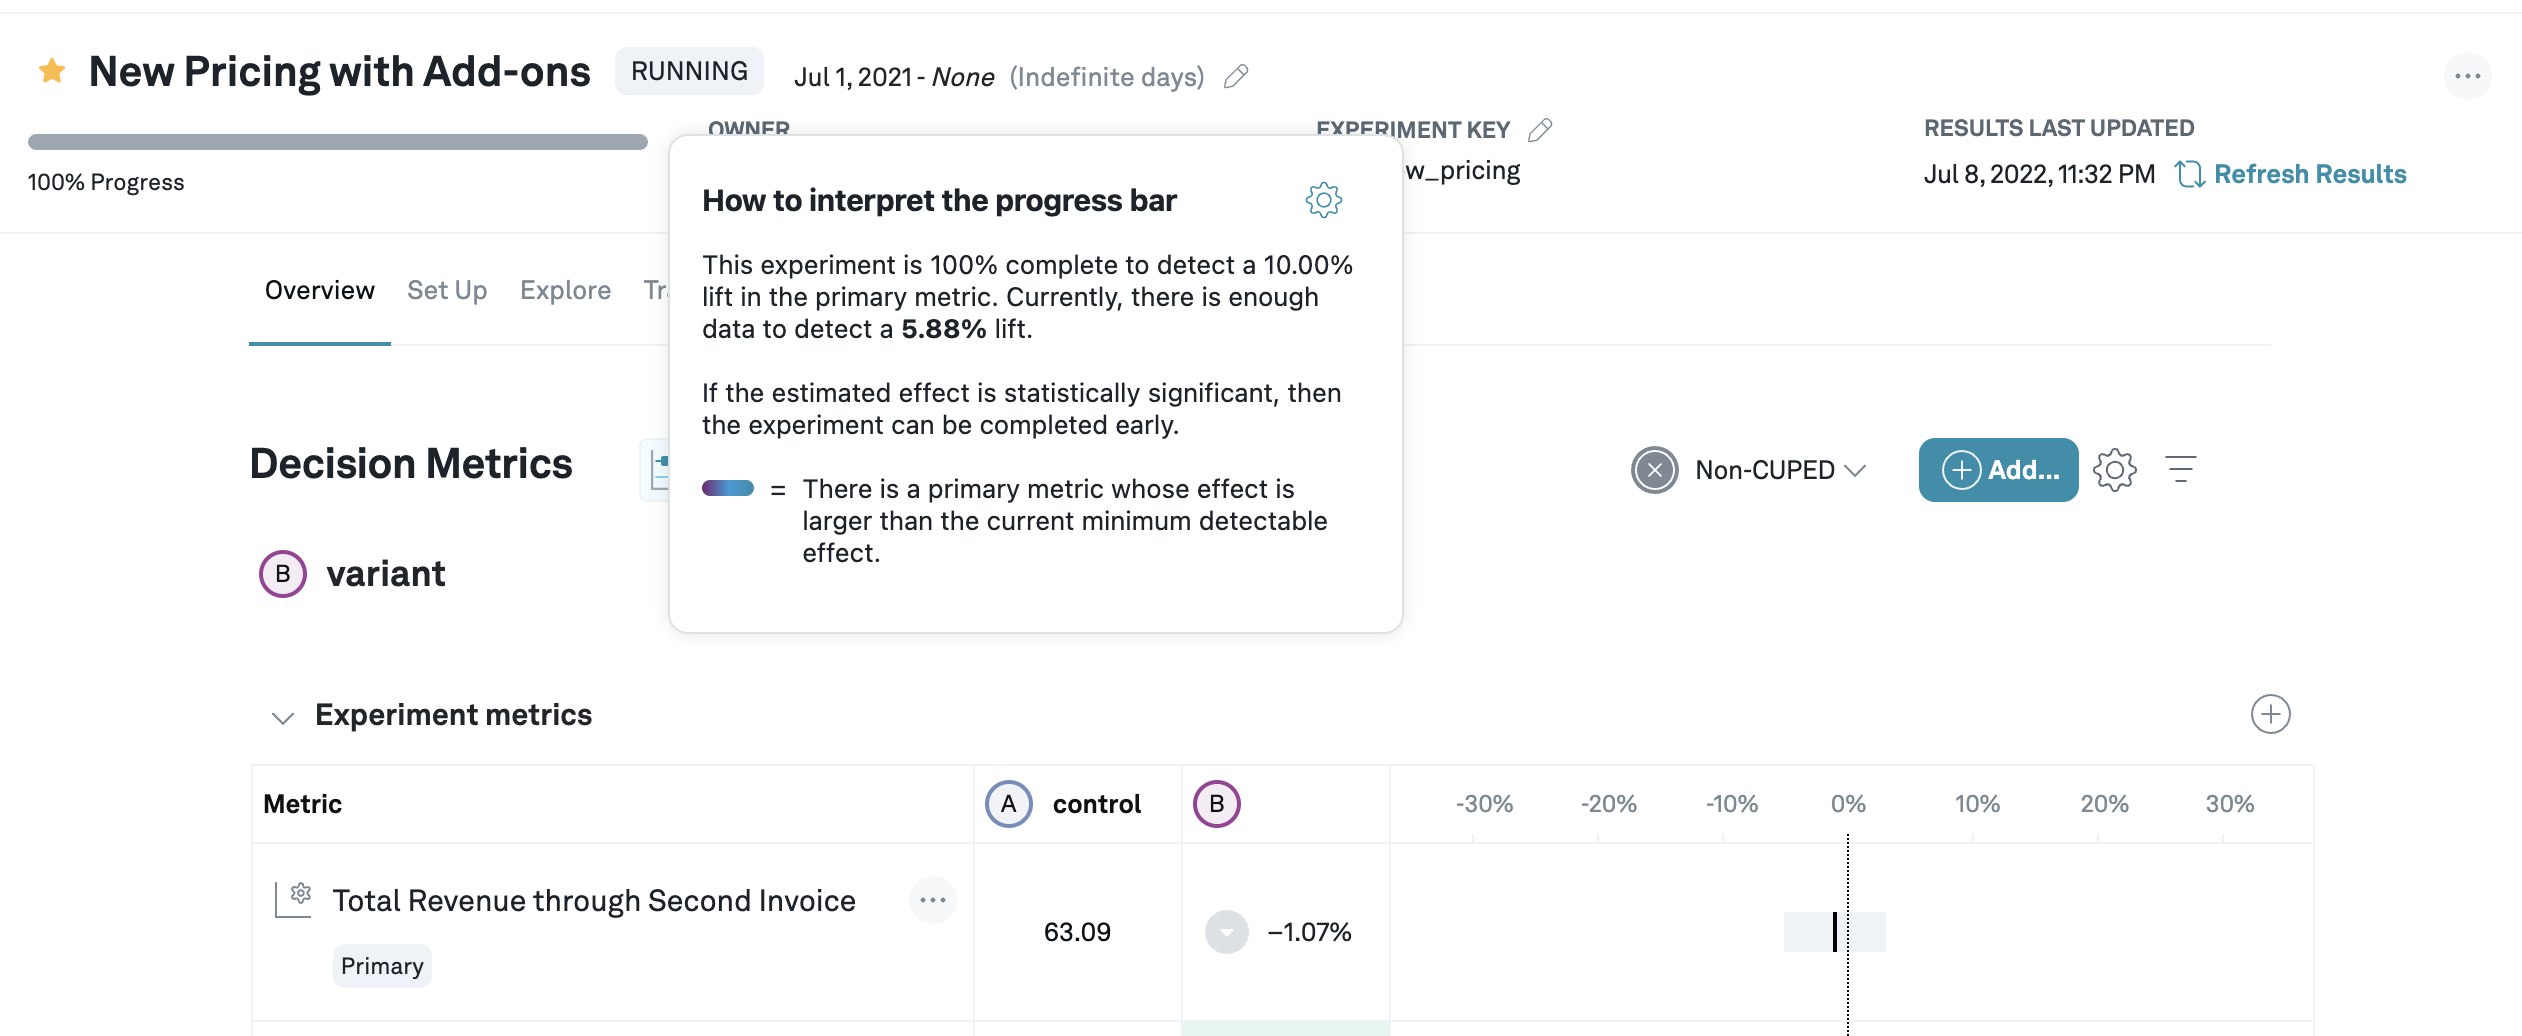 New Pricing with Add-ons RUNNING Jul 1, 2021 - None (Indefinite days)
100% Progress
OWNER
EXPERIMENT KEY
w_pricing
RESULTS LAST UPDATED
Jul 8, 2022, 11:32 PM Refresh Results
How to interpret the progress bar
This experiment is 100% complete to detect a 10.00%
lift in the primary metric. Currently, there is enough
data to detect a 5.88% lift.
If the estimated effect is statistically significant, then
the experiment can be completed early.
= There is a primary metric whose effect is
larger than the current minimum detectable
effect.
Overview Set Up Explore
Decision Metrics
Non-CUPED Add...
B variant
Experiment metrics
Metric A control B -30% -20% -10% 0% 10% 20% 30%
Total Revenue through Second Invoice
63.09 −1.07%
Primary